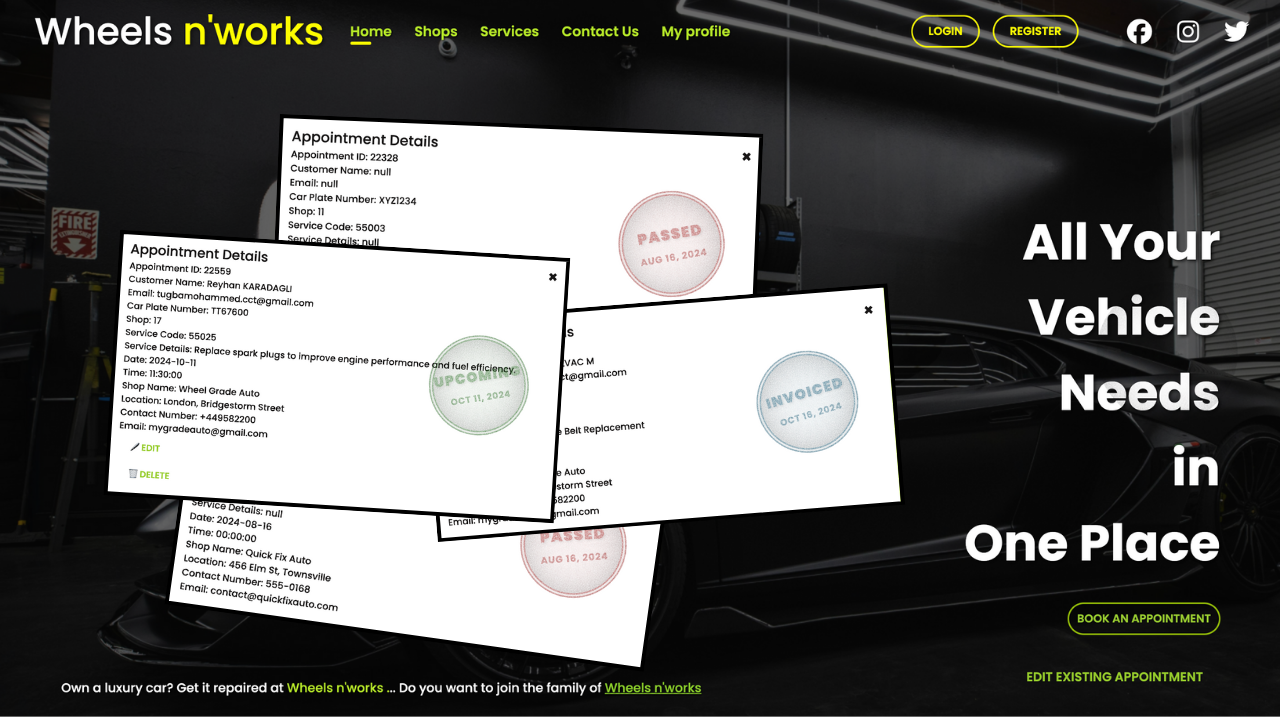 Wheels n'works
Home Shops Services Contact Us My profile
LOGIN REGISTER
FIRE
Appointment Details
Appointment ID: 22328
Customer Name: null
Email: null
Car Plate Number: XYZ1234
Shop: 11
Service Code: 55003
Service Details: null
PASSED
AUG 16, 2024
Appointment Details
Appointment ID: 22559
Customer Name: Reyhan KARADAGLI
Email: tugbamohammed.cct@gmail.com
Car Plate Number: TT67600
Shop: 17
Service Code: 55025
Service Details: Replace spark plugs to improve engine performance and fuel efficiency.
Date: 2024-10-11
Time: 11:30:00
Shop Name: Wheel Grade Auto
Location: London, Bridgestorm Street
Contact Number: +449582200
Email: mygradeauto@gmail.com
EDIT
DELETE
UPCOMING
OCT 11, 2024
VAC M
ct@gmail.com
Belt Replacement
Auto
storm Street
582200
Email: mygr gmail.com
INVOICED
OCT 16, 2024
Service Details: null
Date: 2024-08-16
Time: 00:00:00
Shop Name: Quick Fix Auto
Location: 456 Elm St, Townsville
Contact Number: 555-0168
Email: contact@quickfixauto.com
PASSED
AUG 16, 2024
All Your
Vehicle
Needs
in
One Place
BOOK AN APPOINTMENT
EDIT EXISTING APPOINTMENT
Own a luxury car? Get it repaired at Wheels n'works ... Do you want to join the family of Wheels n'works